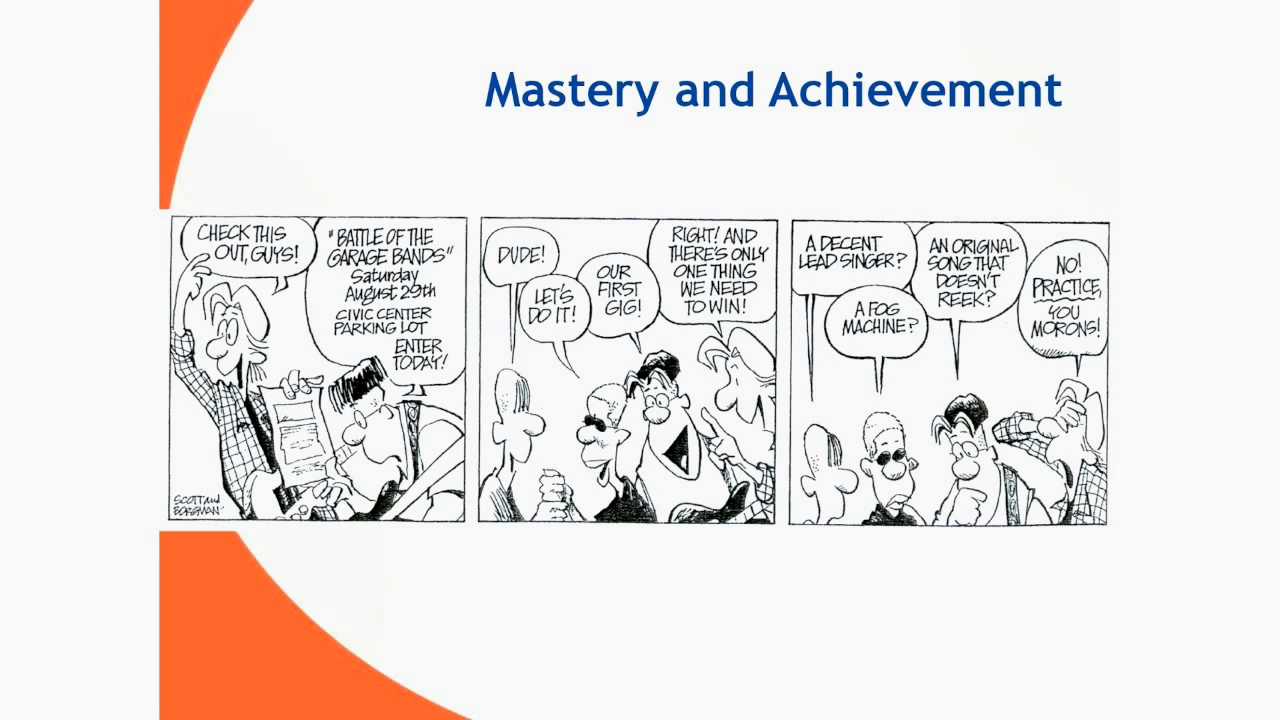 Mastery and Achievement
CHECK THIS
OUT, GUYS!
"BATTLE OF THE
GARAGE BANDS"
Saturday
August 29th
CIVIC CENTER
PARKING LOT
ENTER
TODAY!
SCOTT AND
BORGMAN
DUDE!
LET'S
DO IT!
OUR
FIRST
GIG!
RIGHT! AND
THERE'S ONLY
ONE THING
WE NEED
TO WIN!
A DECENT
LEAD SINGER?
A FOG
MACHINE?
AN ORIGINAL
SONG THAT
DOESN'T
REEK?
NO!
PRACTICE,
YOU
MORONS!